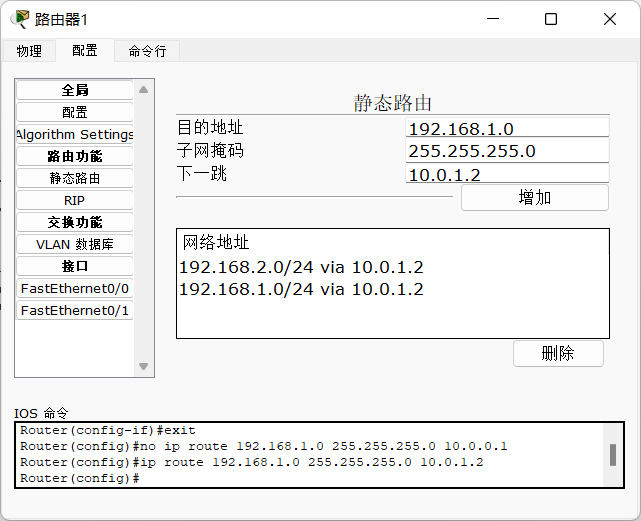 路由器1
物理 配置 命令行
全局
配置
Algorithm Settings
路由功能
静态路由
RIP
交换功能
VLAN 数据库
接口
FastEthernet0/0
FastEthernet0/1
静态路由
目的地址 192.168.1.0
子网掩码 255.255.255.0
下一跳 10.0.1.2
增加
网络地址
192.168.2.0/24 via 10.0.1.2
192.168.1.0/24 via 10.0.1.2
删除
IOS 命令
Router(config-if)#exit
Router(config)#no ip route 192.168.1.0 255.255.255.0 10.0.0.1
Router(config)#ip route 192.168.1.0 255.255.255.0 10.0.1.2
Router(config)#